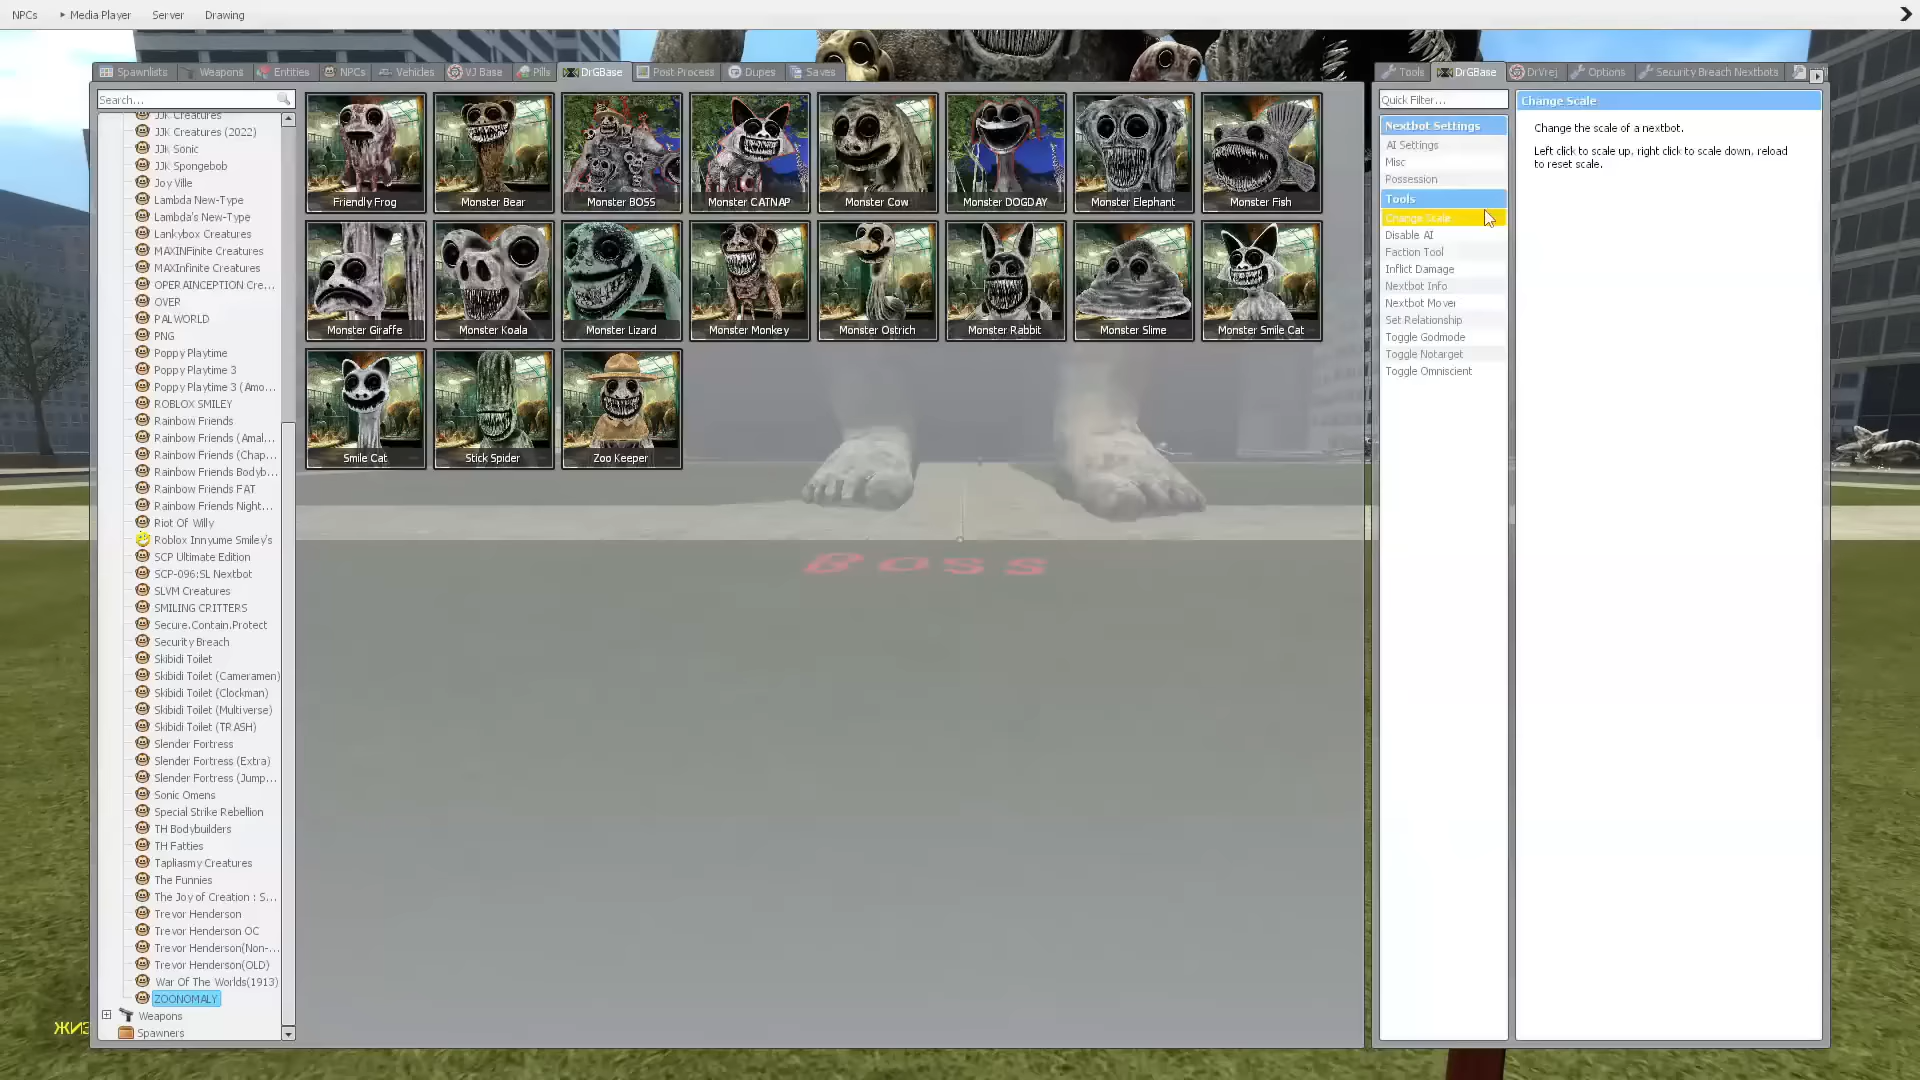 NPCs
Media Player
Server
Drawing
Spawnlists
Weapons
Entities
NPCs
Vehicles
VJ Base
Pills
DrGBase
Post Process
Dupes
Saves
Tools
DrGBase
DrVrej
Options
Security Breach Nextbots
Search...
JJK Creatures
JJK Creatures (2022)
JJK Sonic
JJK Spongebob
Joy Ville
Lambda New-Type
Lambda's New-Type
Lankybox Creatures
MAXINFinite Creatures
MAXInfinite Creatures
OPERAINCEPTION Cre...
OVER
PALWORLD
PNG
Poppy Playtime
Poppy Playtime 3
Poppy Playtime 3 (Amo...
ROBLOX SMILEY
Rainbow Friends
Rainbow Friends (Amal...
Rainbow Friends (Chap...
Rainbow Friends Bodyb...
Rainbow Friends FAT
Rainbow Friends Night...
Riot Of Willy
Roblox Innyume Smiley's
SCP Ultimate Edition
SCP-096:SL Nextbot
SLVM Creatures
SMILING CRITTERS
Secure.Contain.Protect
Security Breach
Skibidi Toilet
Skibidi Toilet (Cameramen)
Skibidi Toilet (Clockman)
Skibidi Toilet (Multiverse)
Skibidi Toilet (TRASH)
Slender Fortress
Slender Fortress (Extra)
Slender Fortress (Jump...
Sonic Omens
Special Strike Rebellion
TH Bodybuilders
TH Fatties
Tapliasmy Creatures
The Funnies
The Joy of Creation : S...
Trevor Henderson
Trevor Henderson OC
Trevor Henderson(Non-...
Trevor Henderson(OLD)
War Of The Worlds(1913)
ZOONOMALY
Weapons
Spawners
Friendly Frog
Monster Bear
Monster BOSS
Monster CATNAP
Monster Cow
Monster DOGDAY
Monster Elephant
Monster Fish
Monster Giraffe
Monster Koala
Monster Lizard
Monster Monkey
Monster Ostrich
Monster Rabbit
Monster Slime
Monster Smile Cat
Smile Cat
Stick Spider
Zoo Keeper
Boss
Quick Filter...
Nextbot Settings
AI Settings
Misc
Possession
Tools
Change Scale
Disable AI
Faction Tool
Inflict Damage
Nextbot Info
Nextbot Mover
Set Relationship
Toggle Godmode
Toggle Notarget
Toggle Omniscient
Change Scale
Change the scale of a nextbot.
Left click to scale up, right click to scale down, reload
to reset scale.